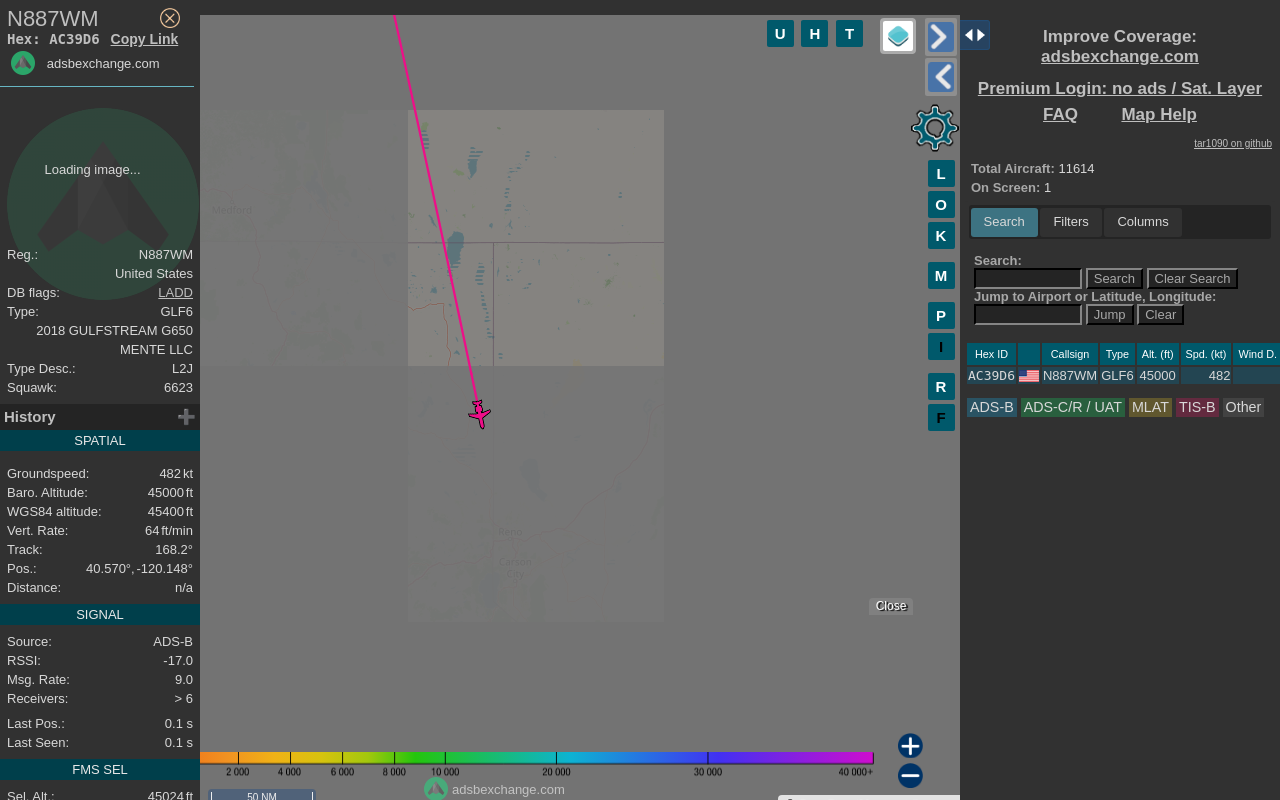 N887WM
Hex: AC39D6 Copy Link
adsbexchange.com
Loading image...
Reg.: N887WM
United States
DB flags: LADD
Type: GLF6
2018 GULFSTREAM G650
MENTE LLC
Type Desc.: L2J
Squawk: 6623
History
SPATIAL
Groundspeed: 482 kt
Baro. Altitude: 45000 ft
WGS84 altitude: 45400 ft
Vert. Rate: 64 ft/min
Track: 168.2°
Pos.: 40.570°, -120.148°
Distance: n/a
SIGNAL
Source: ADS-B
RSSI: -17.0
Msg. Rate: 9.0
Receivers: > 6
Last Pos.: 0.1 s
Last Seen: 0.1 s
FMS SEL
Sel. Alt.: 45024 ft
U H T
L
O
K
M
P
I
R
F
Reno
Carson
City
Close
2 000 4 000 6 000 8 000 10 000 20 000 30 000 40 000+
adsbexchange.com
50 NM
Improve Coverage:
adsbexchange.com
Premium Login: no ads / Sat. Layer
FAQ Map Help
tar1090 on github
Total Aircraft: 11614
On Screen: 1
Search Filters Columns
Search:
Search Clear Search
Jump to Airport or Latitude, Longitude:
Jump Clear
Hex ID Callsign Type Alt. (ft) Spd. (kt) Wind D.
AC39D6 N887WM GLF6 45000 482
ADS-B ADS-C/R / UAT MLAT TIS-B Other